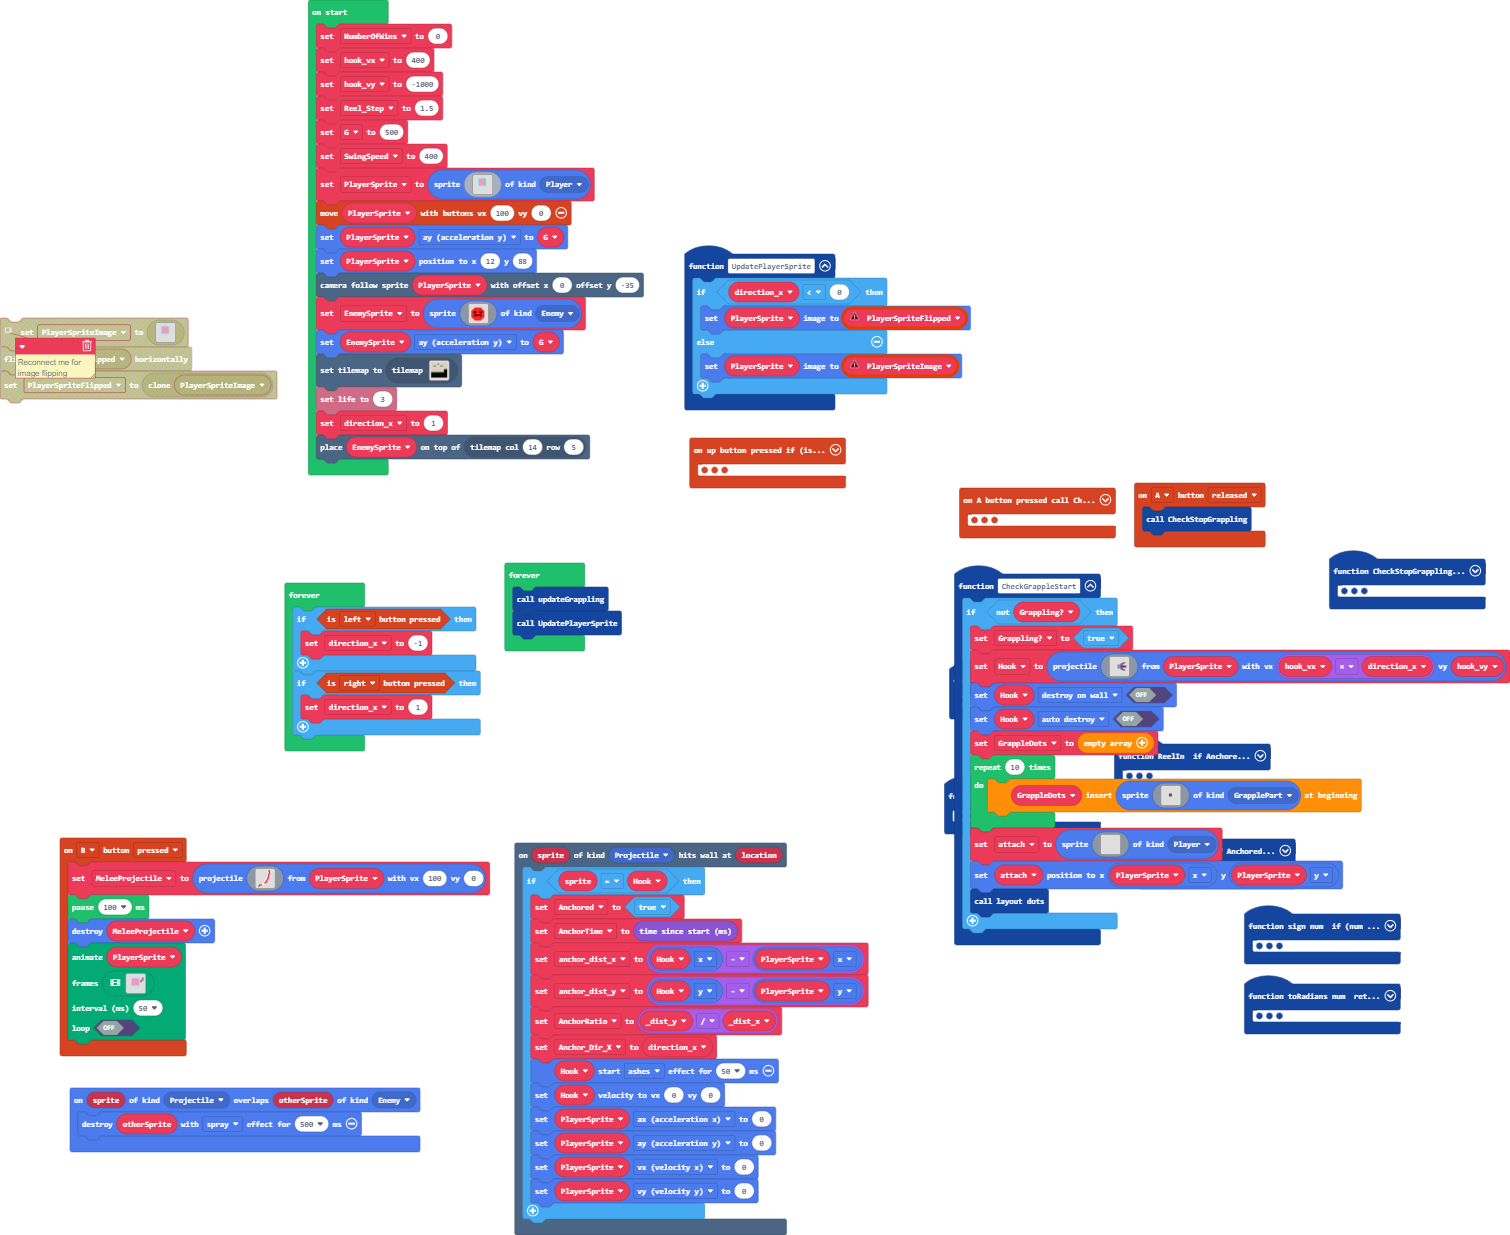 on start
set NumberOfWins to 0
set hook_vx to 400
set hook_vy to -1000
set Reel_Step to 1.5
set G to 500
set SwingSpeed to 400
set PlayerSprite to sprite of kind Player
move PlayerSprite with buttons vx 100 vy 0
set PlayerSprite ay (acceleration y) to G
set PlayerSprite position to x 12 y 88
camera follow sprite PlayerSprite with offset x 0 offset y -35
set EnemySprite to sprite of kind Enemy
set EnemySprite ay (acceleration y) to G
set tilemap to tilemap
set life to 3
set direction_x to 1
place EnemySprite on top of tilemap col 14 row 5
set PlayerSpriteImage to
horizontally
Reconnect me for
image flipping
set PlayerSpriteFlipped to clone PlayerSpriteImage
function UpdatePlayerSprite
if direction_x < 0 then
set PlayerSprite image to PlayerSpriteFlipped
else
set PlayerSprite image to PlayerSpriteImage
on up button pressed if (is...
on A button pressed call Ch...
on A button released
call CheckStopGrappling
function CheckStopGrappling...
forever
if is left button pressed then
set direction_x to -1
if is right button pressed then
set direction_x to 1
forever
call updateGrappling
call UpdatePlayerSprite
function CheckGrappleStart
if not Grappling? then
set Grappling? to true
set Hook to projectile from PlayerSprite with vx hook_vx × direction_x vy hook_vy
set Hook destroy on wall OFF
set Hook auto destroy OFF
set GrappleDots to empty array
function ReelIn if Anchore...
repeat 10 times
do
GrappleDots insert sprite of kind GrapplePart at beginning
set attach to sprite of kind Player
Anchored...
set attach position to x PlayerSprite x y PlayerSprite y
call layout dots
function sign num if (num ...
function toRadians num ret...
on B button pressed
set MeleeProjectile to projectile from PlayerSprite with vx 100 vy 0
pause 100 ms
destroy MeleeProjectile
animate PlayerSprite
frames
interval (ms) 50
loop OFF
on sprite of kind Projectile overlaps otherSprite of kind Enemy
destroy otherSprite with spray effect for 500 ms
on sprite of kind Projectile hits wall at location
if sprite = Hook then
set Anchored to true
set AnchorTime to time since start (ms)
set anchor_dist_x to Hook x - PlayerSprite x
set anchor_dist_y to Hook y - PlayerSprite y
set AnchorRatio to _dist_y / _dist_x
set Anchor_Dir_X to direction_x
Hook start ashes effect for 50 ms
set Hook velocity to vx 0 vy 0
set PlayerSprite ax (acceleration x) to 0
set PlayerSprite ay (acceleration y) to 0
set PlayerSprite vx (velocity x) to 0
set PlayerSprite vy (velocity y) to 0